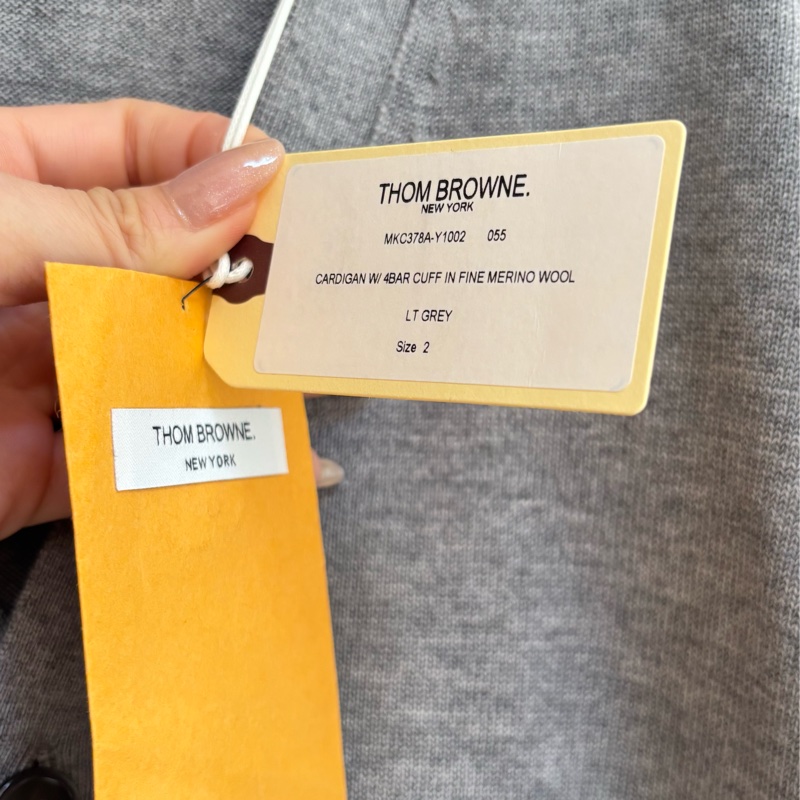 THOM BROWNE.
NEW YORK
MKC378A-Y1002 055
CARDIGAN W/ 4BAR CUFF IN FINE MERINO WOOL
LT GREY
Size 2
THOM BROWNE.
NEW YORK